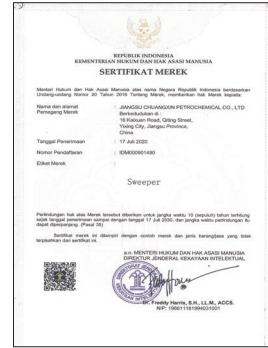 REPUBLIK INDONESIA
KEMENTERIAN HUKUM DAN HAK ASASI MANUSIA
SERTIFIKAT MEREK
Menteri Hukum dan Hak Asasi Manusia atas nama Negara Republik Indonesia berdasarkan
Undang-undang Nomor 20 Tahun 2016 Tentang Merek, memberikan Hak Merek kepada:
Nama dan alamat Pemegang Merek : JIANGSU CHUANGXIN PETROCHEMICAL CO., LTD
Berkedudukan di :
16 Kaixuan Road, Qiting Street,
Yixing City, Jiangsu Province,
China
Tanggal Penerimaan : 17 Juli 2020
Nomor Pendaftaran : IDM000901490
Etiket Merek :
Sweeper
Perlindungan hak atas Merek tersebut diberikan untuk jangka waktu 10 (sepuluh) tahun terhitung
sejak tanggal penerimaan sampai dengan tanggal 17 Juli 2030, dan jangka waktu perlindungan itu
dapat diperpanjang. (Pasal 35)
Sertifikat merek ini dilampiri dengan contoh merek dan jenis barang/jasa yang tidak
terpisahkan dari sertifikat ini.
a.n. MENTERI HUKUM DAN HAK ASASI MANUSIA
DIREKTUR JENDERAL KEKAYAAN INTELEKTUAL
Dr. Freddy Harris, S.H., LL.M., ACCS.
NIP: 196611181994031001